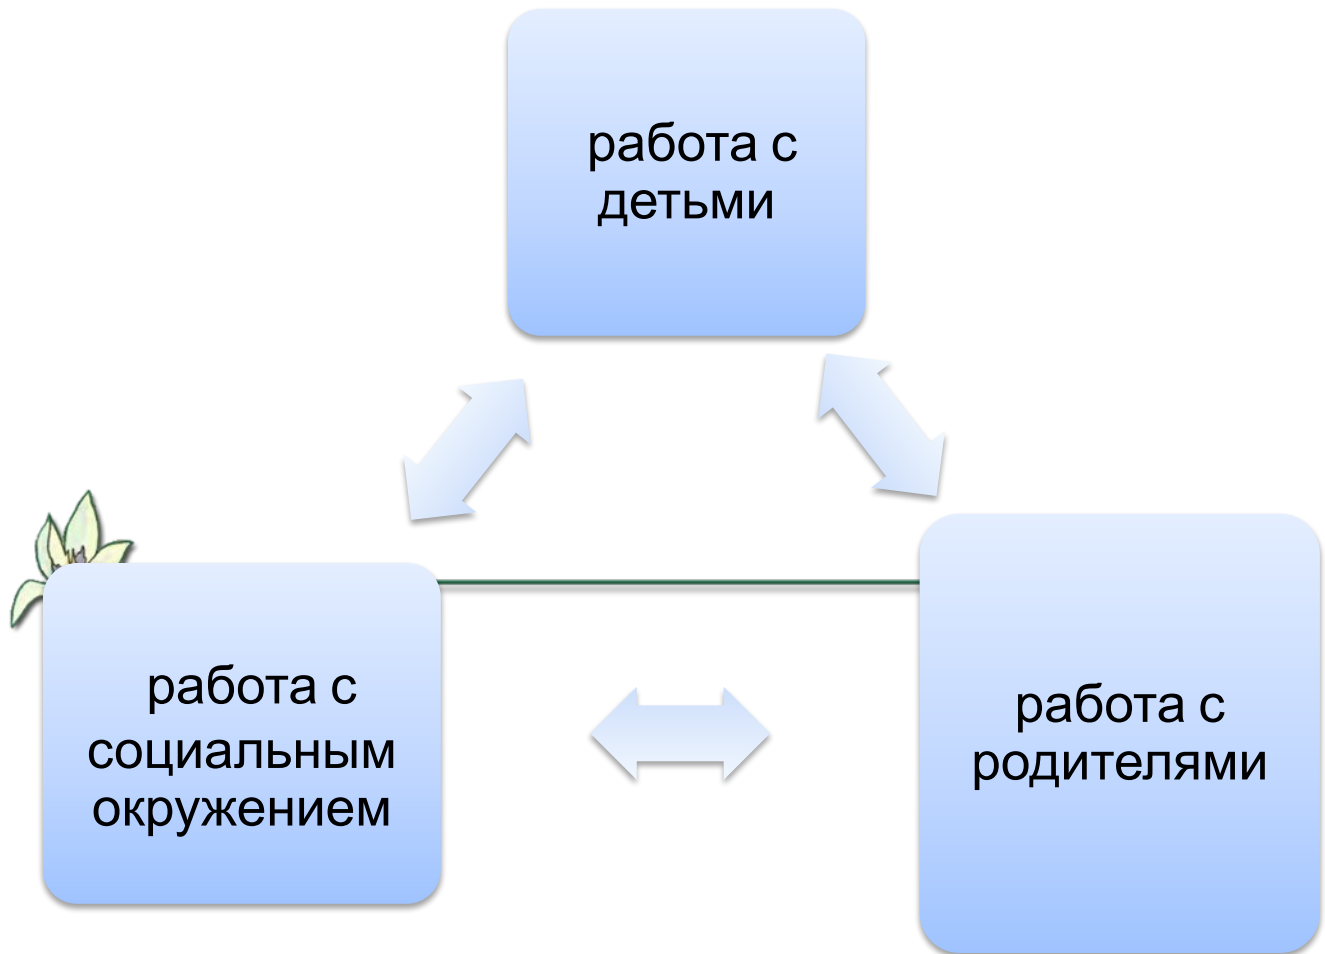 работа с
детьми
работа с
социальным
окружением
работа с
родителями